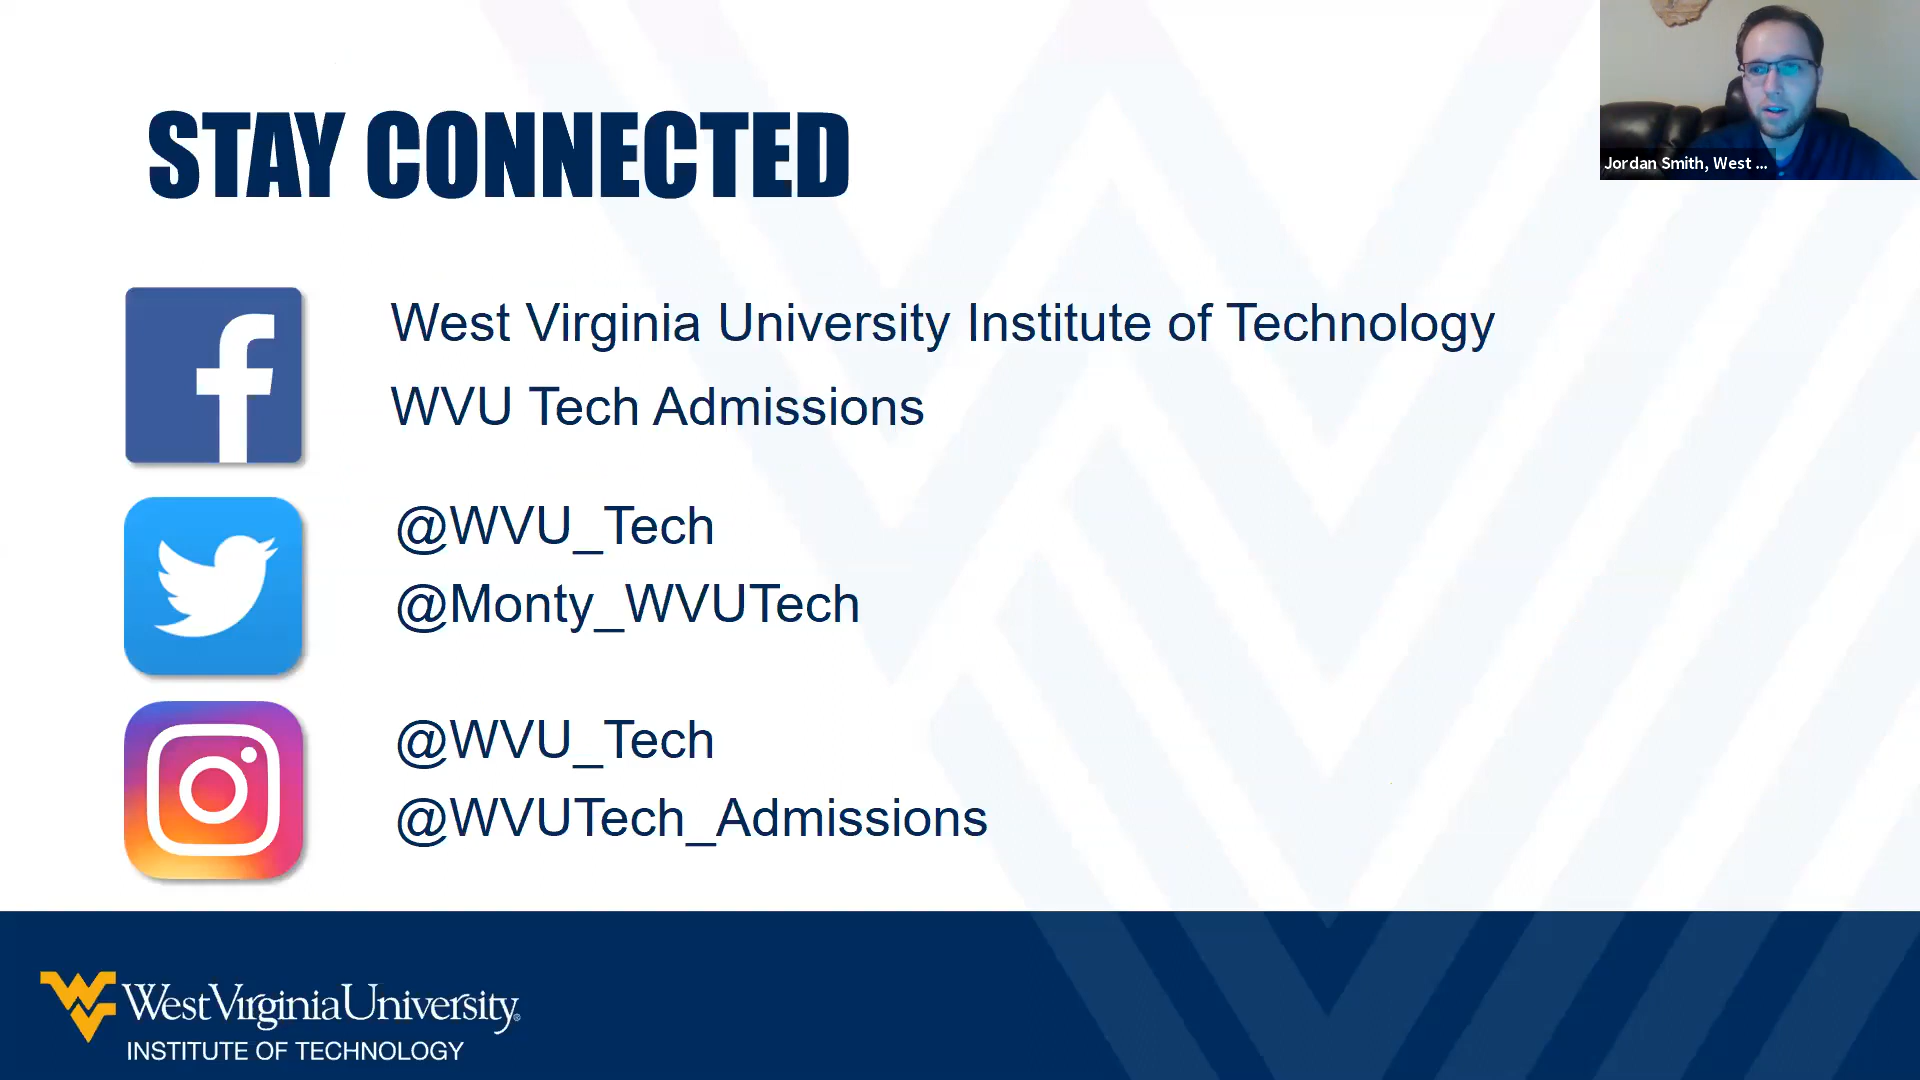 STAY CONNECTED
Jordan Smith, West ...
West Virginia University Institute of Technology
WVU Tech Admissions
@WVU_Tech
@Monty_WVUTech
@WVU_Tech
@WVUTech_Admissions
WestVirginiaUniversity®
INSTITUTE OF TECHNOLOGY